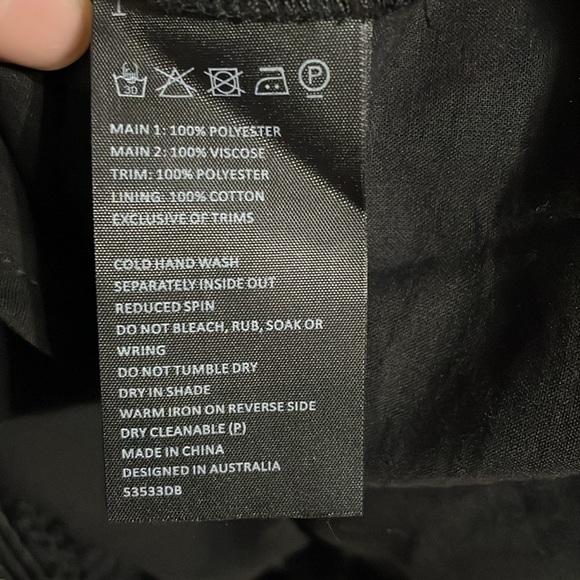 30 P
MAIN 1: 100% POLYESTER
MAIN 2: 100% VISCOSE
TRIM: 100% POLYESTER
LINING: 100% COTTON
EXCLUSIVE OF TRIMS
COLD HAND WASH
SEPARATELY INSIDE OUT
REDUCED SPIN
DO NOT BLEACH, RUB, SOAK OR
WRING
DO NOT TUMBLE DRY
DRY IN SHADE
WARM IRON ON REVERSE SIDE
DRY CLEANABLE (P)
MADE IN CHINA
DESIGNED IN AUSTRALIA
53533DB